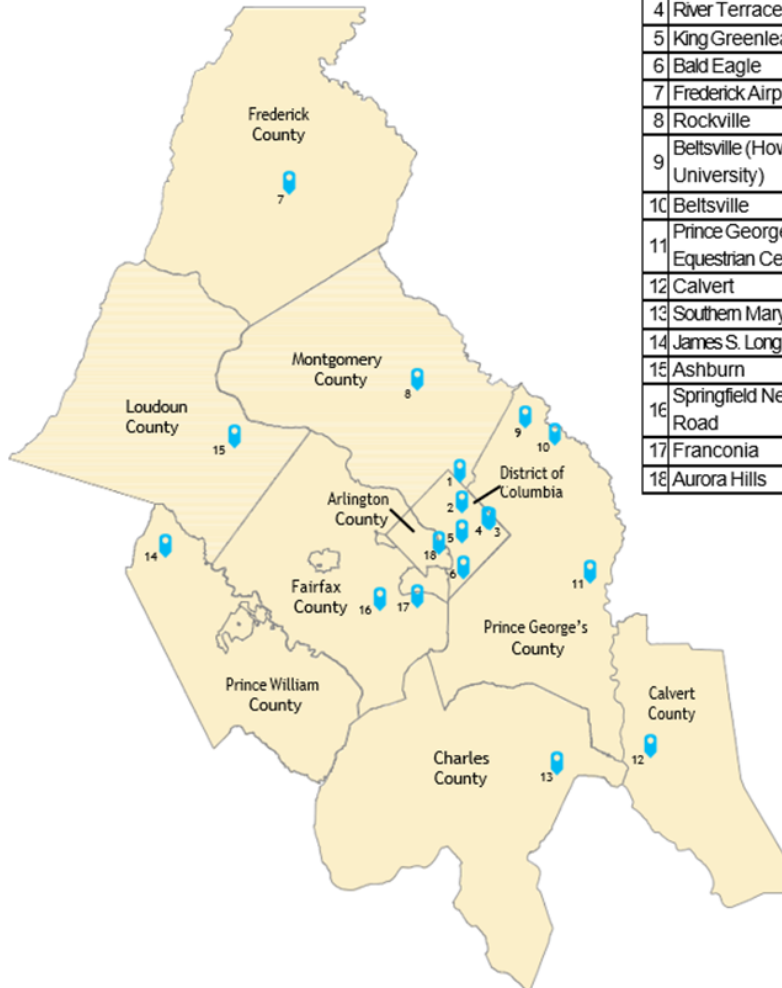 4 River Terrace
5 King Greenlea
6 Bald Eagle
7 Frederick Airp
8 Rockville
9 Beltsville (How
University)
10 Beltsville
11 Prince George
Equestrian Ce
12 Calvert
13 Southern Mary
14 James S. Long
15 Ashburn
16 Springfield Ne
Road
17 Franconia
18 Aurora Hills
Frederick
County
7
Montgomery
County
8
Loudoun
County
15
9
10
1
District of
Columbia
2
Arlington
County
4
3
5
18
14
6
11
Fairfax
County
16
17
Prince George's
County
Prince William
County
Calvert
County
12
Charles
County
13